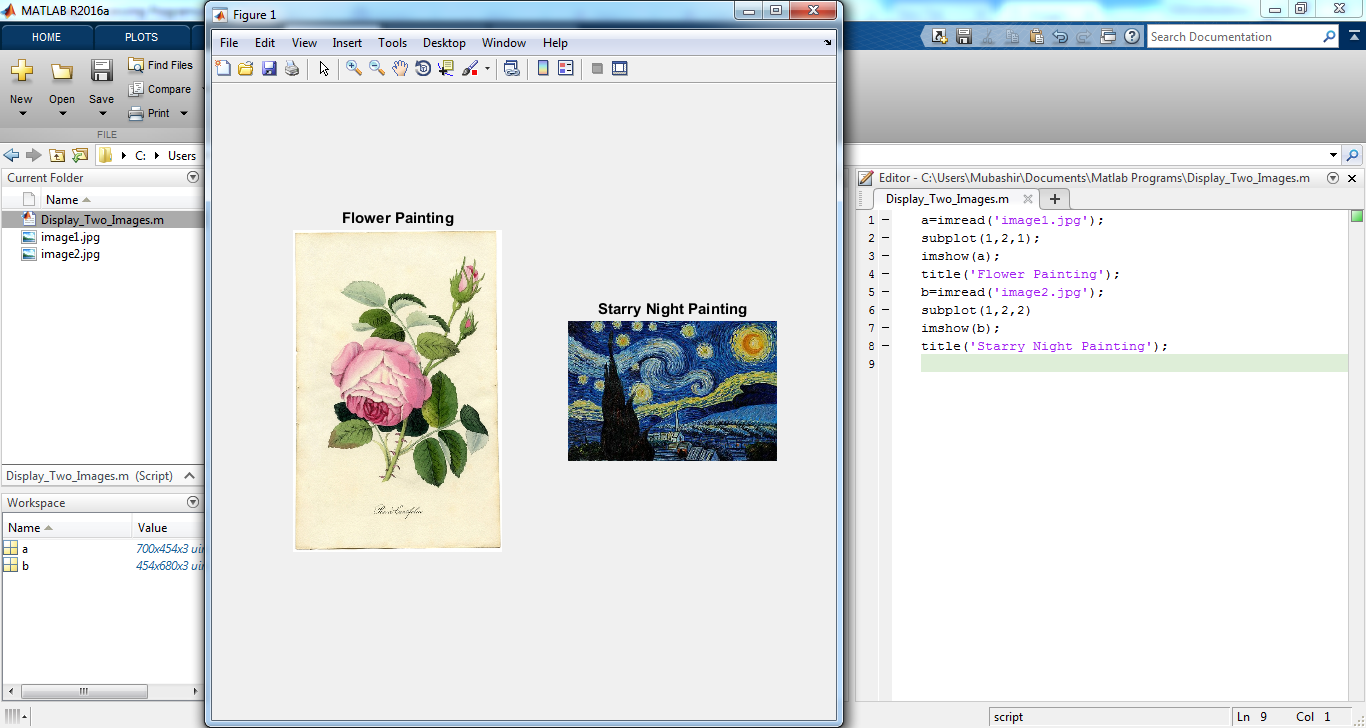 MATLAB R2016a
HOME
PLOTS
New
Open
Save
Find Files
Compare
Print
FILE
C:
Users
Current Folder
Name
Display_Two_Images.m
image1.jpg
image2.jpg
Display_Two_Images.m (Script)
Workspace
Name
Value
a
700x454x3 uin
b
454x680x3 uin
Figure 1
File
Edit
View
Insert
Tools
Desktop
Window
Help
Flower Painting
Starry Night Painting
Search Documentation
Editor - C:\Users\Mubashir\Documents\Matlab Programs\Display_Two_Images.m
Display_Two_Images.m
1 a=imread('image1.jpg');
2 subplot(1,2,1);
3 imshow(a);
4 title('Flower Painting');
5 b=imread('image2.jpg');
6 subplot(1,2,2)
7 imshow(b);
8 title('Starry Night Painting');
9
script
Ln 9 Col 1